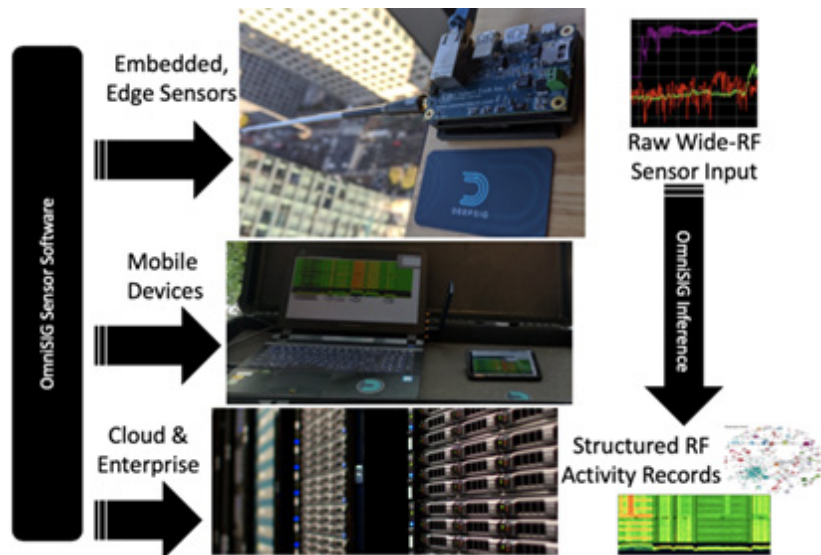 OmniSIG Sensor Software
Embedded,
Edge Sensors
DEEPSIG
Mobile
Devices
Cloud &
Enterprise
Raw Wide-RF
Sensor Input
OmniSIG Inference
Structured RF
Activity Records